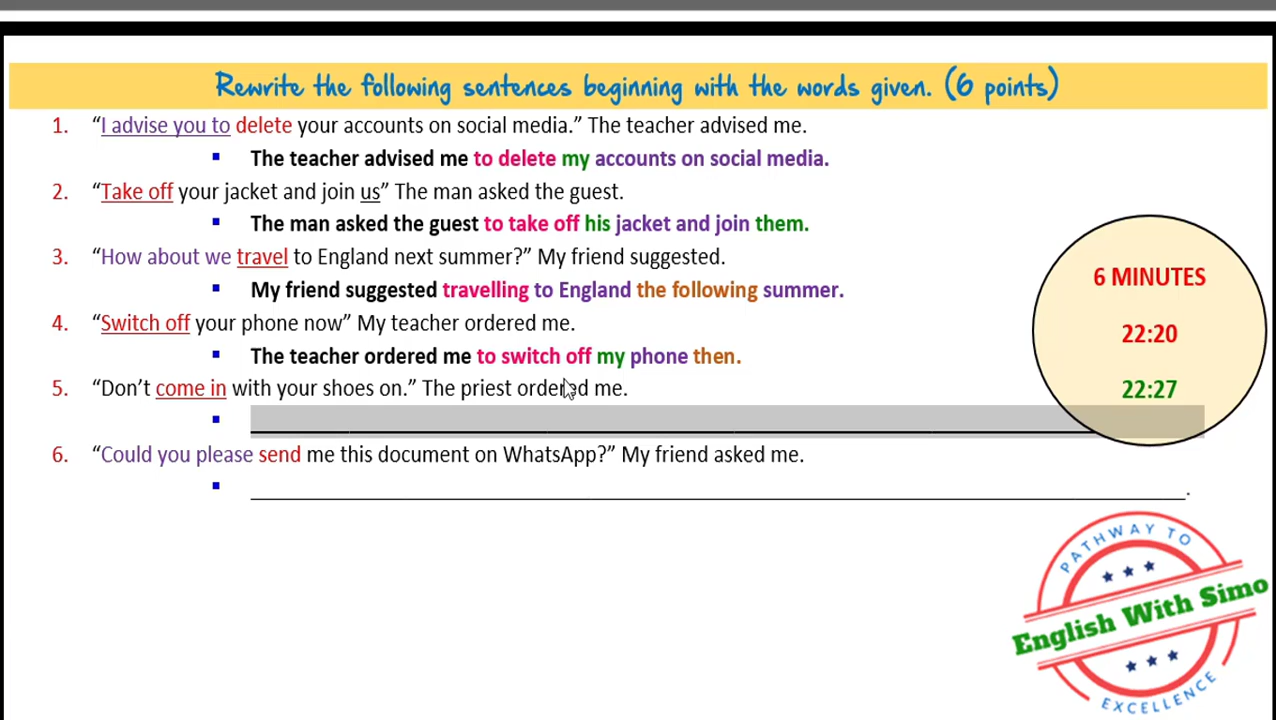 Rewrite the following sentences beginning with the words given. (6 points)
1. “I advise you to delete your accounts on social media.” The teacher advised me.
▪ The teacher advised me to delete my accounts on social media.
2. “Take off your jacket and join us” The man asked the guest.
▪ The man asked the guest to take off his jacket and join them.
3. “How about we travel to England next summer?” My friend suggested.
▪ My friend suggested travelling to England the following summer.
4. “Switch off your phone now” My teacher ordered me.
▪ The teacher ordered me to switch off my phone then.
5. “Don’t come in with your shoes on.” The priest ordered me.
6. “Could you please send me this document on WhatsApp?” My friend asked me.
6 MINUTES
22:20
22:27
PATHWAY TO
English With Simo
EXCELLENCE